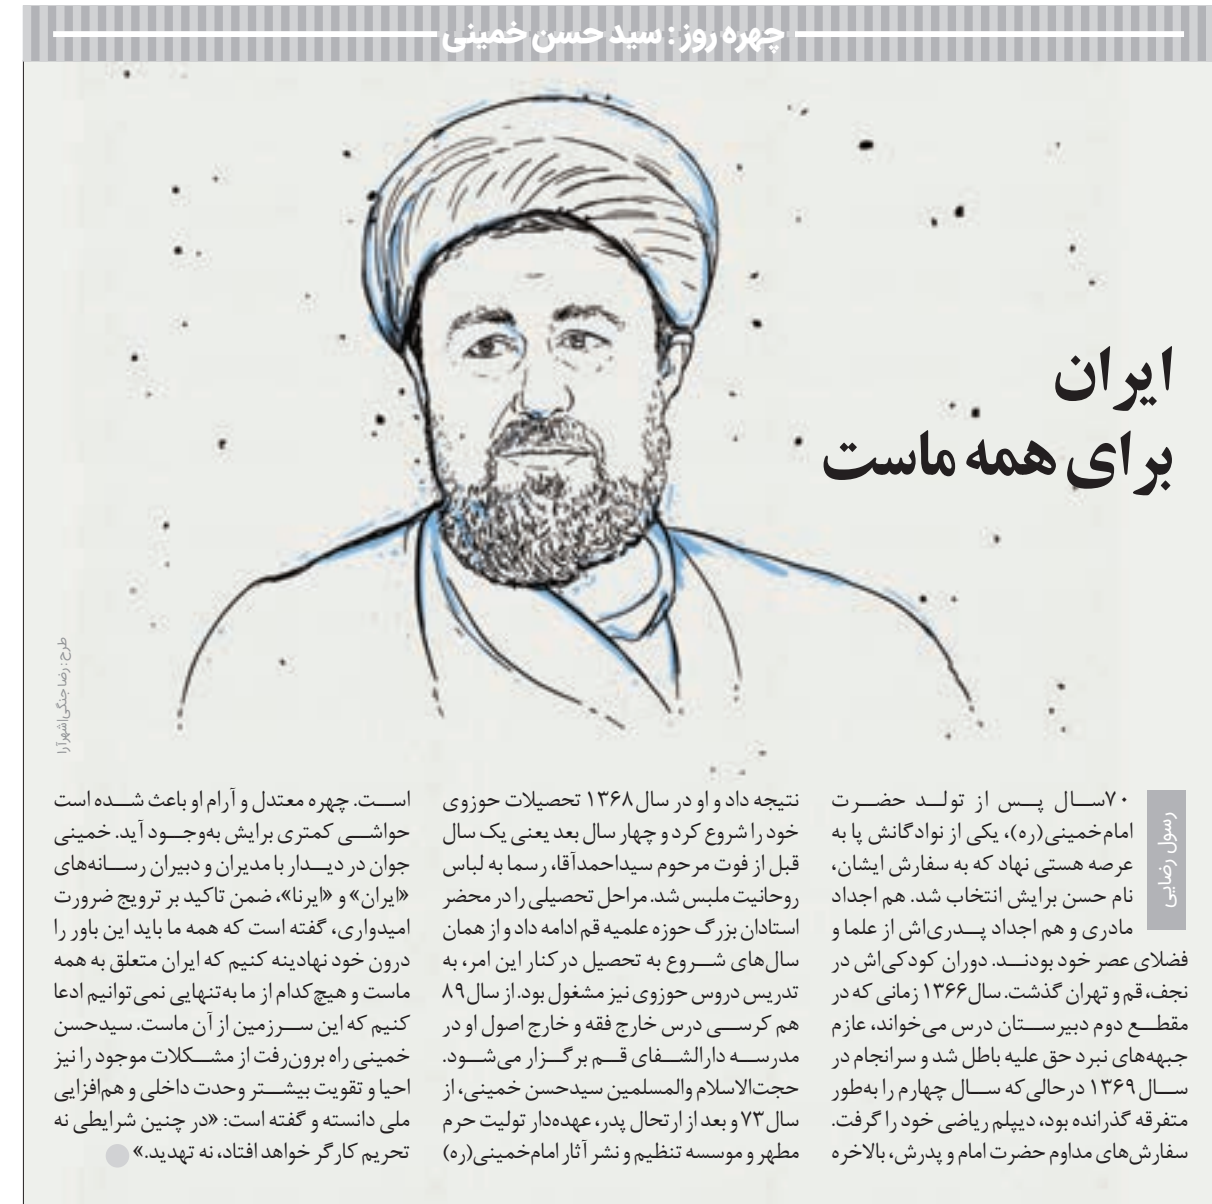 چهره روز: سید حسن خمینی
ایران
برای همه ماست
طرح: رضا جنگی|شهرآرا
رسول رضایی
۷۰سال پس از تولد حضرت
امام‌خمینی(ره)، یکی از نوادگانش پا به
عرصه هستی نهاد که به سفارش ایشان،
نام حسن برایش انتخاب شد. هم اجداد
مادری و هم اجداد پدری‌اش از علما و
فضلای عصر خود بودند. دوران کودکی‌اش در
نجف، قم و تهران گذشت. سال۱۳۶۶ زمانی که در
مقطع دوم دبیرستان درس می‌خواند، عازم
جبهه‌های نبرد حق علیه باطل شد و سرانجام در
سال۱۳۶۹ درحالی‌که سال چهارم را به‌طور
متفرقه گذرانده بود، دیپلم ریاضی خود را گرفت.
سفارش‌های مداوم حضرت امام و پدرش، بالاخره
نتیجه داد و او در سال۱۳۶۸ تحصیلات حوزوی
خود را شروع کرد و چهار سال بعد یعنی یک سال
قبل از فوت مرحوم سیداحمدآقا، رسما به لباس
روحانیت ملبس شد. مراحل تحصیلی را در محضر
استادان بزرگ حوزه علمیه قم ادامه داد و از همان
سال‌های شروع به تحصیل درکنار این امر، به
تدریس دروس حوزوی نیز مشغول بود. از سال۸۹
هم کرسی درس خارج فقه و خارج اصول او در
مدرسه دارالشفای قم برگزار می‌شود.
حجت‌الاسلام والمسلمین سیدحسن خمینی، از
سال۷۳ و بعد از ارتحال پدر، عهده‌دار تولیت حرم
مطهر و موسسه تنظیم و نشر آثار امام‌خمینی(ره)
است. چهره معتدل و آرام او باعث شده است
حواشی کمتری برایش به‌وجود آید. خمینی
جوان در دیدار با مدیران و دبیران رسانه‌های
«ایران» و «ایرنا»، ضمن تاکید بر ترویج ضرورت
امیدواری، گفته است که همه ما باید این باور را
درون خود نهادینه کنیم که ایران متعلق به همه
ماست و هیچ‌کدام از ما به‌تنهایی نمی‌توانیم ادعا
کنیم که این سرزمین از آن ماست. سیدحسن
خمینی راه برون‌رفت از مشکلات موجود را نیز
احیا و تقویت بیشتر وحدت داخلی و هم‌افزایی
ملی دانسته و گفته است: «در چنین شرایطی نه
تحریم کارگر خواهد افتاد، نه تهدید.»